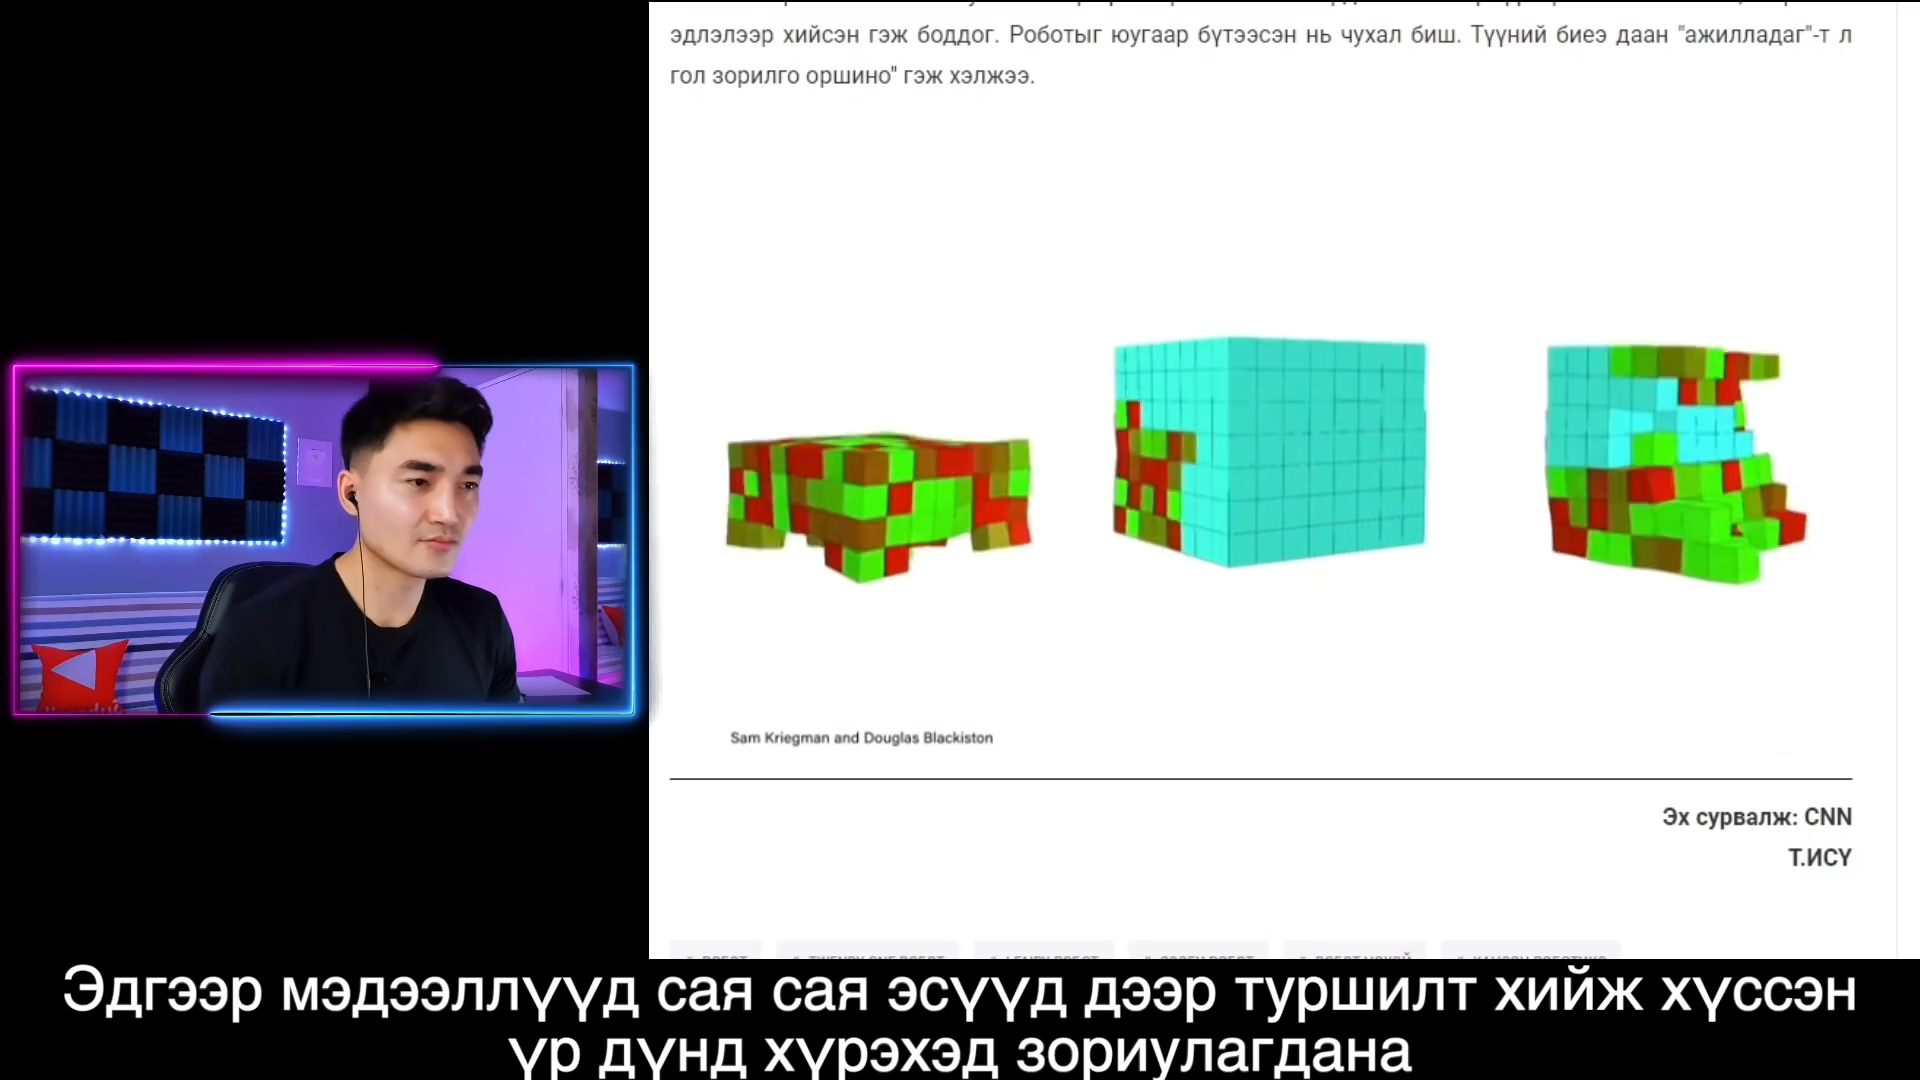 эдлэлээр хийсэн гэж боддог. Роботыг юугаар бүтээсэн нь чухал биш. Түүний биеэ даан "ажилладаг"-т л
гол зорилго оршино" гэж хэлжээ.
Sam Kriegman and Douglas Blackiston
Эх сурвалж: CNN
Т.ИСҮ
Эдгээр мэдээллүүд сая сая эсүүд дээр туршилт хийж хүссэн
үр дүнд хүрэхэд зориулагдана